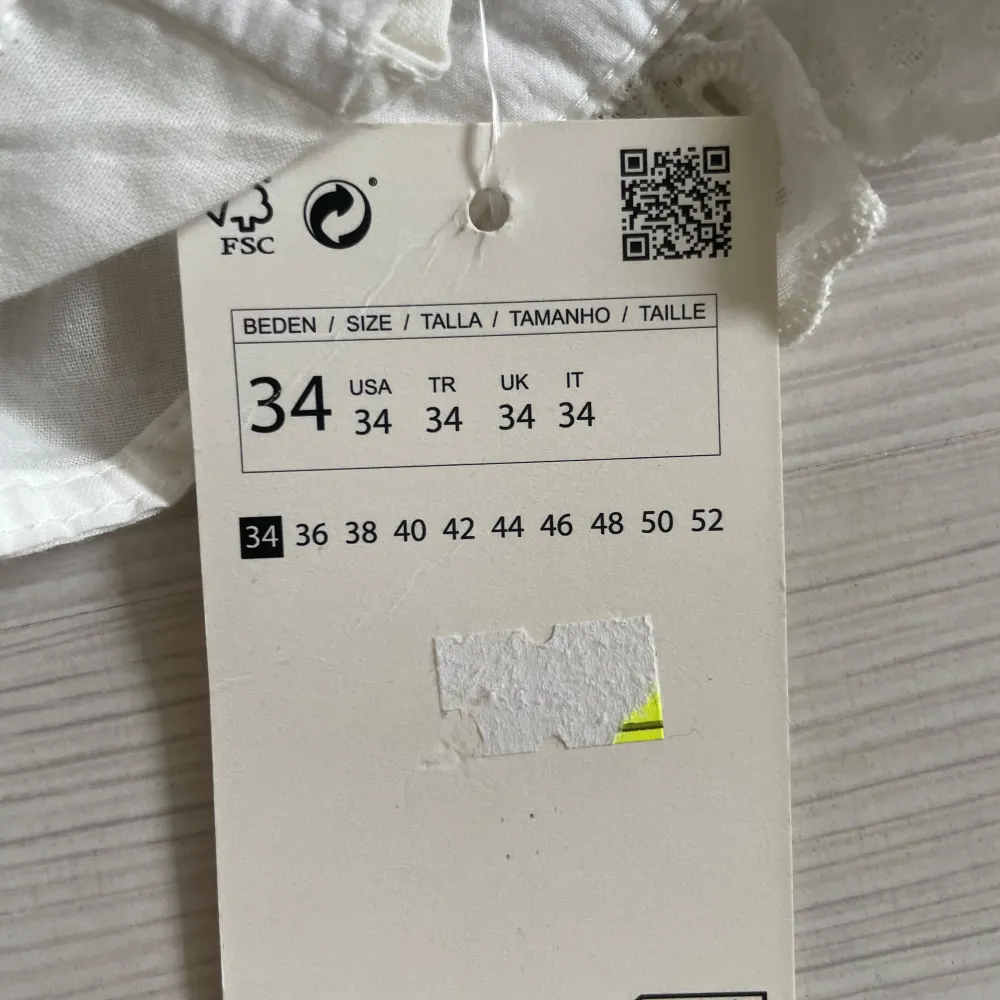 FSC
BEDEN / SIZE / TALLA / TAMANHO / TAILLE
34 USA TR UK IT
34 34 34 34
34 36 38 40 42 44 46 48 50 52